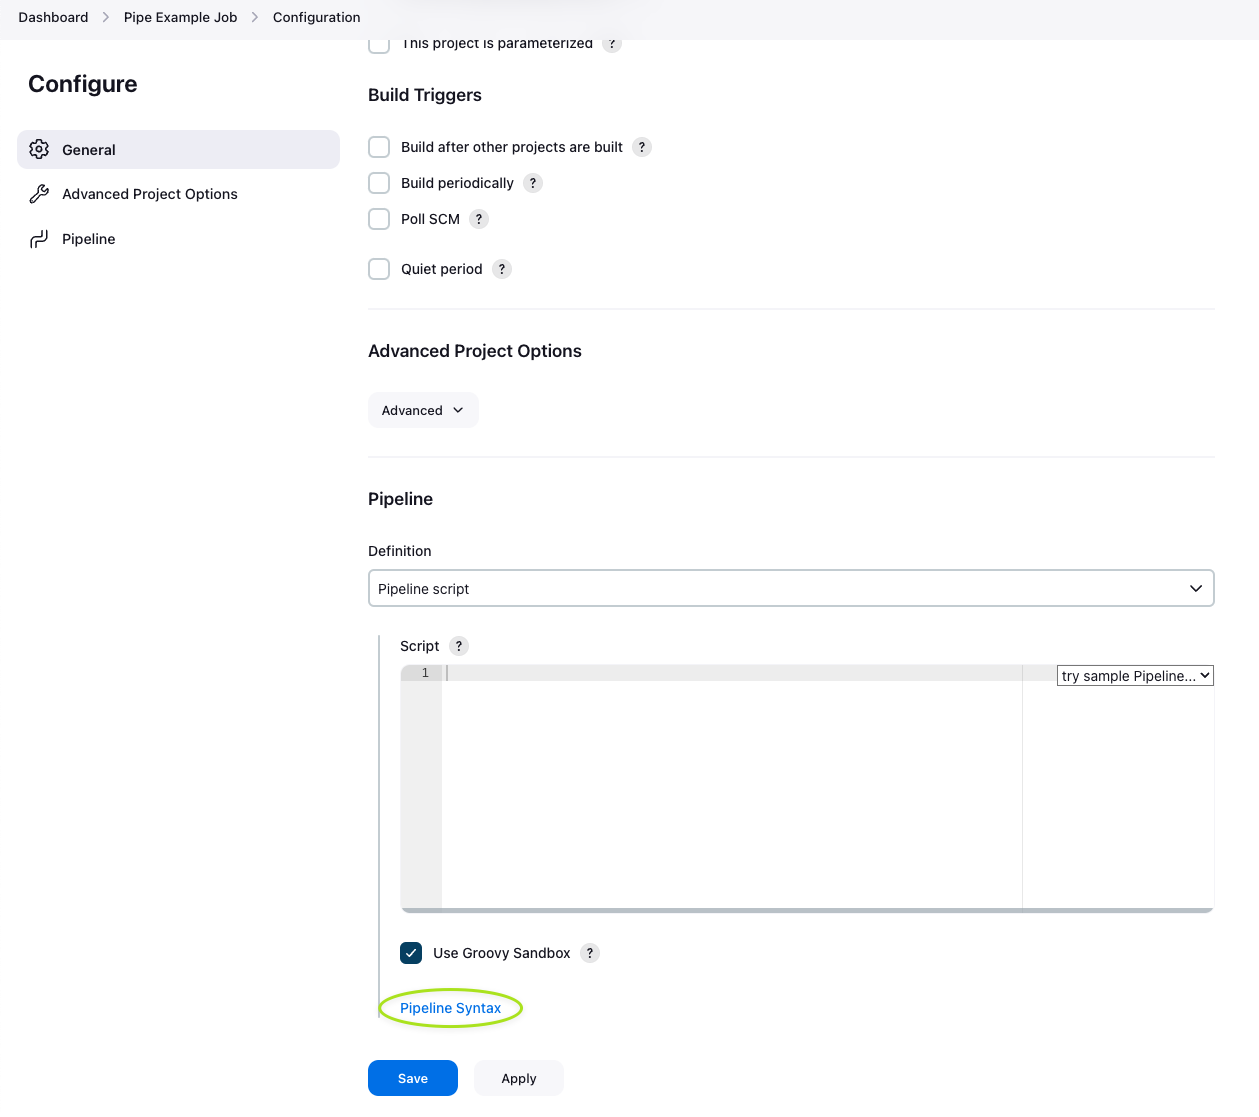 Dashboard > Pipe Example Job > Configuration
This project is parameterized ?
Configure
General
Advanced Project Options
Pipeline
Build Triggers
Build after other projects are built ?
Build periodically ?
Poll SCM ?
Quiet period ?
Advanced Project Options
Advanced
Pipeline
Definition
Pipeline script
Script ?
1
try sample Pipeline...
Use Groovy Sandbox ?
Pipeline Syntax
Save
Apply